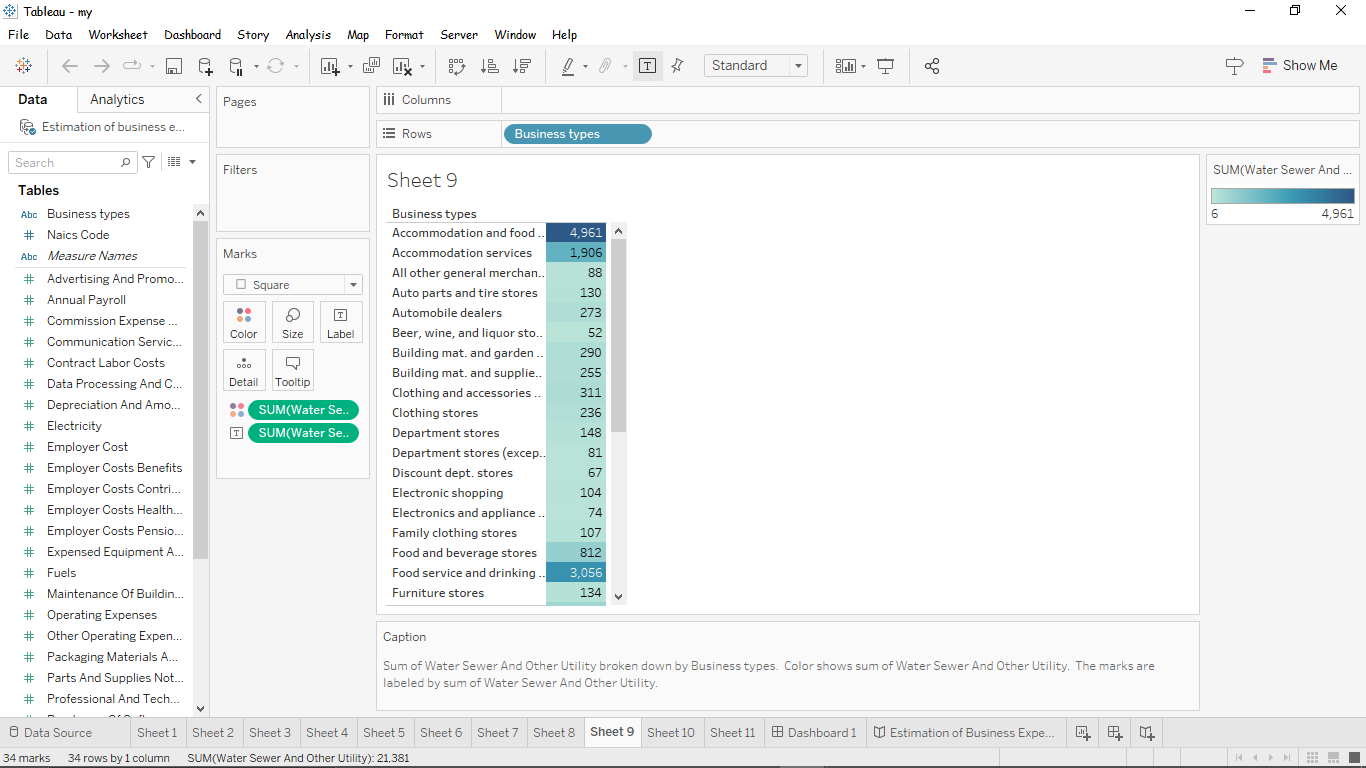 Tableau - my
File Data Worksheet Dashboard Story Analysis Map Format Server Window Help
Standard
Show Me
Data Analytics
Estimation of business e...
Search
Tables
Abc Business types
# Naics Code
Abc Measure Names
# Advertising And Promo...
# Annual Payroll
# Commission Expense ...
# Communication Servic...
# Contract Labor Costs
# Data Processing And C...
# Depreciation And Amo...
# Electricity
# Employer Cost
# Employer Costs Benefits
# Employer Costs Contri...
# Employer Costs Health...
# Employer Costs Pensio...
# Expensed Equipment A...
# Fuels
# Maintenance Of Buildin...
# Operating Expenses
# Other Operating Expen...
# Packaging Materials A...
# Parts And Supplies Not...
# Professional And Tech...
Pages
Filters
Marks
Square
Color Size Label
Detail Tooltip
SUM(Water Se..
SUM(Water Se..
Columns
Rows Business types
Sheet 9
Business types
Accommodation and food .. 4,961
Accommodation services 1,906
All other general merchan.. 88
Auto parts and tire stores 130
Automobile dealers 273
Beer, wine, and liquor sto.. 52
Building mat. and garden .. 290
Building mat. and supplie.. 255
Clothing and accessories .. 311
Clothing stores 236
Department stores 148
Department stores (excep.. 81
Discount dept. stores 67
Electronic shopping 104
Electronics and appliance .. 74
Family clothing stores 107
Food and beverage stores 812
Food service and drinking .. 3,056
Furniture stores 134
SUM(Water Sewer And ...
6 4,961
Caption
Sum of Water Sewer And Other Utility broken down by Business types. Color shows sum of Water Sewer And Other Utility. The marks are
labeled by sum of Water Sewer And Other Utility.
Data Source Sheet 1 Sheet 2 Sheet 3 Sheet 4 Sheet 5 Sheet 6 Sheet 7 Sheet 8 Sheet 9 Sheet 10 Sheet 11 Dashboard 1 Estimation of Business Expe...
34 marks 34 rows by 1 column SUM(Water Sewer And Other Utility): 21,381